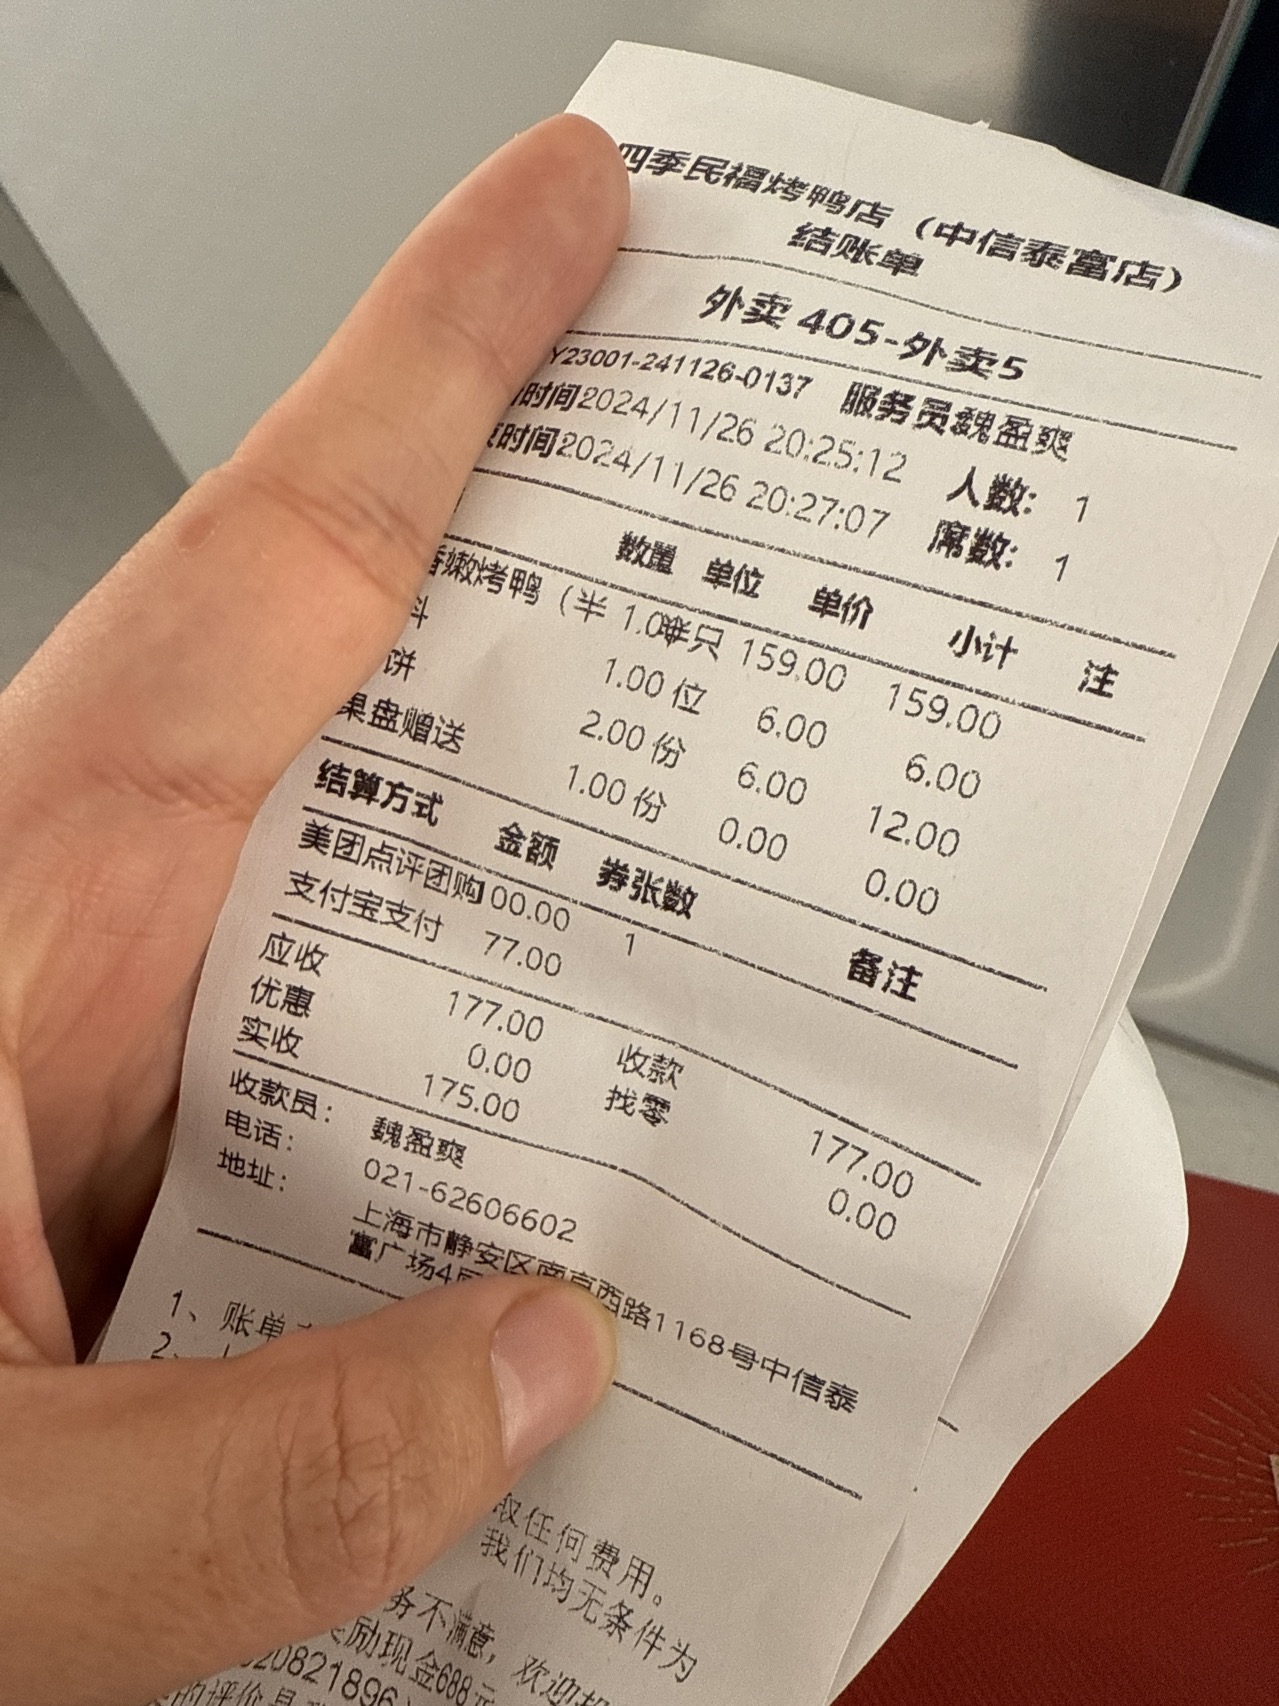 四季民福烤鸭店（中信泰富店）
结账单
外卖 405-外卖5
Y23001-241126-0137 服务员魏盈爽
时间2024/11/26 20:25:12 人数: 1
时间2024/11/26 20:27:07 席数: 1
数量 单位 单价 小计 注
香嫩烤鸭（半 1.0 半只 159.00 159.00
料 1.00 位 6.00 6.00
饼 2.00 份 6.00 12.00
果盘赠送 1.00 份 0.00 0.00
结算方式 金额 券张数 备注
美团点评团购 00.00 1
支付宝支付 77.00
应收 177.00 收款 177.00
优惠 0.00 找零 0.00
实收 175.00
收款员: 魏盈爽
电话: 021-62606602
地址: 上海市静安区南京西路1168号中信泰
富广场4层
1、账单
2、
取任何费用。
我们均无条件为
务不满意，欢迎
励现金688元
20821896
的评价是